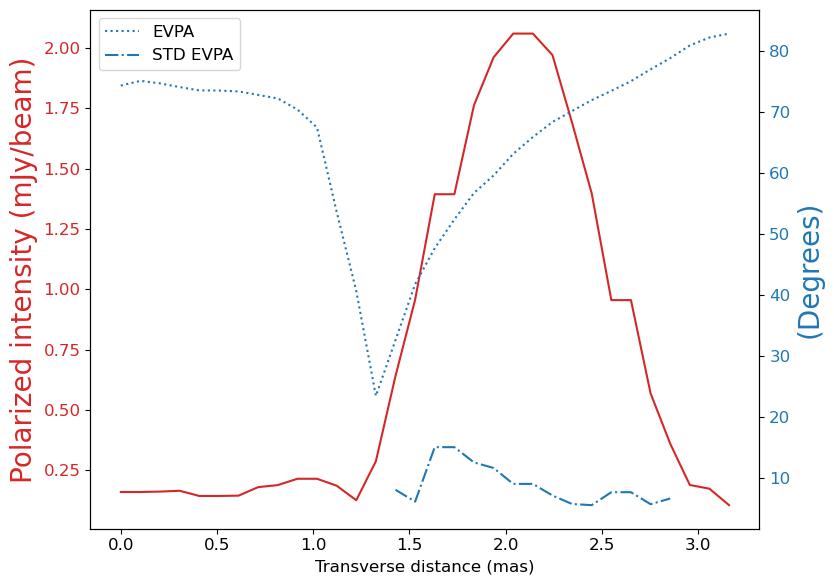 EVPA
STD EVPA
Polarized intensity (mJy/beam)
2.00
1.75
1.50
1.25
1.00
0.75
0.50
0.25
80
70
60
50
40
30
20
10
(Degrees)
0.0 0.5 1.0 1.5 2.0 2.5 3.0
Transverse distance (mas)